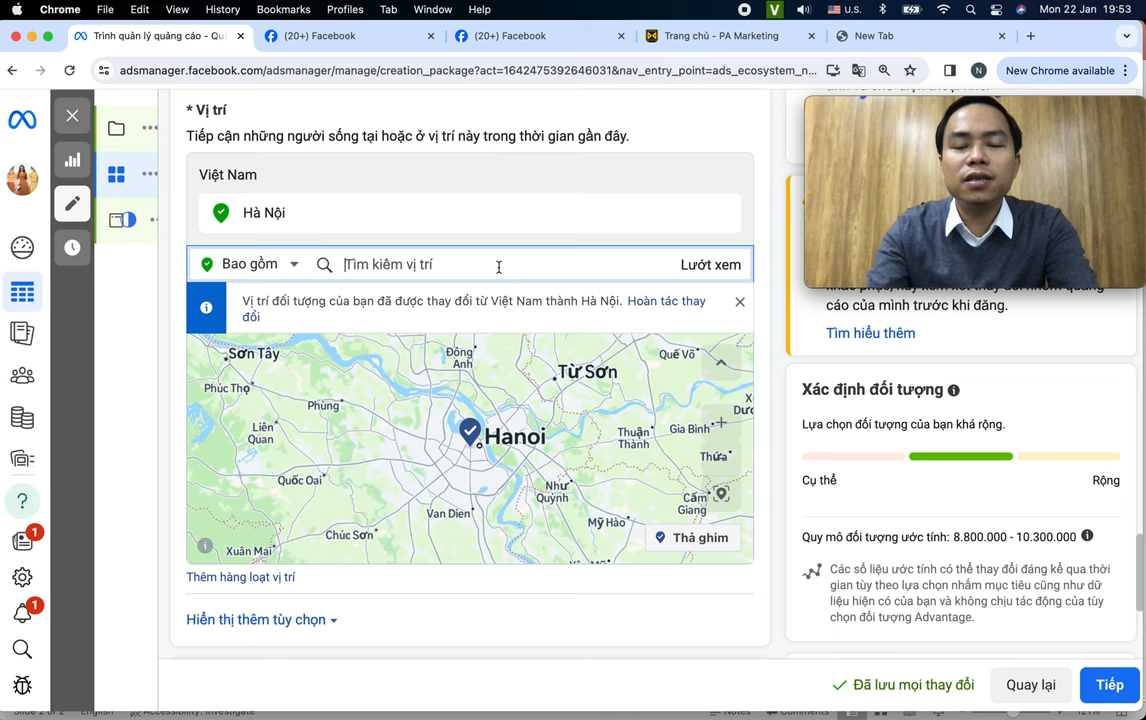 Chrome File Edit View History Bookmarks Profiles Tab Window Help
V U.S. Mon 22 Jan 19:53
Trình quản lý quảng cáo - Qu
(20+) Facebook
(20+) Facebook
Trang chủ - PA Marketing
New Tab
adsmanager.facebook.com/adsmanager/manage/creation_package?act=1642475392646031&nav_entry_point=ads_ecosystem_n...
N
New Chrome available
* Vị trí
Tiếp cận những người sống tại hoặc ở vị trí này trong thời gian gần đây.
Việt Nam
Hà Nội
Bao gồm
Tìm kiếm vị trí
Lướt xem
Vị trí đối tượng của bạn đã được thay đổi từ Việt Nam thành Hà Nội. Hoàn tác thay
đổi
Sơn Tây
Đông
Anh
Quế Võ
Từ Sơn
Phúc Thọ
Phùng
Liên
Quan
Hanoi
Thuận
Thành
Gia Bình
Thứa
Quốc Oai
Như
Quỳnh
Cẩm
Giang
Van Dien
Mỹ Hào
Chúc Sơn
Xuân Mai
Thả ghim
Thêm hàng loạt vị trí
Hiển thị thêm tùy chọn
cáo của mình trước khi đăng.
Tìm hiểu thêm
Xác định đối tượng
Lựa chọn đối tượng của bạn khá rộng.
Cụ thể
Rộng
Quy mô đối tượng ước tính: 8.800.000 - 10.300.000
Các số liệu ước tính có thể thay đổi đáng kể qua thời
gian tùy theo lựa chọn nhắm mục tiêu cũng như dữ
liệu hiện có của bạn và không chịu tác động của tùy
chọn đối tượng Advantage.
1
1
Đã lưu mọi thay đổi
Quay lại
Tiếp